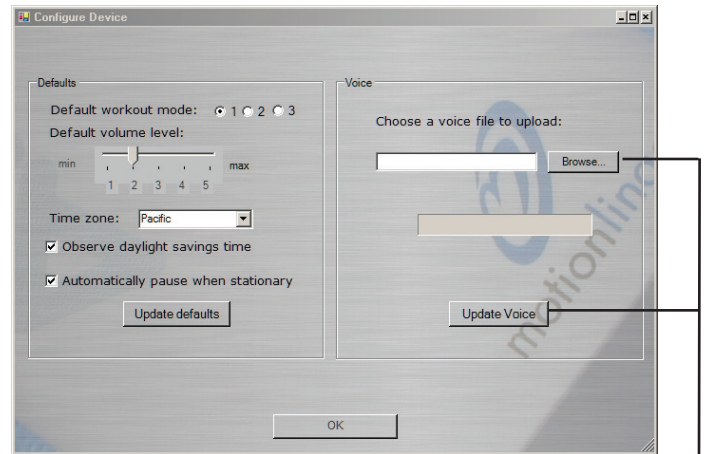 Configure Device
Defaults
Default workout mode: 1 2 3
Default volume level:
min max
1 2 3 4 5
Time zone: Pacific
Observe daylight savings time
Automatically pause when stationary
Update defaults
Voice
Choose a voice file to upload:
Browse...
Update Voice
motionling
OK